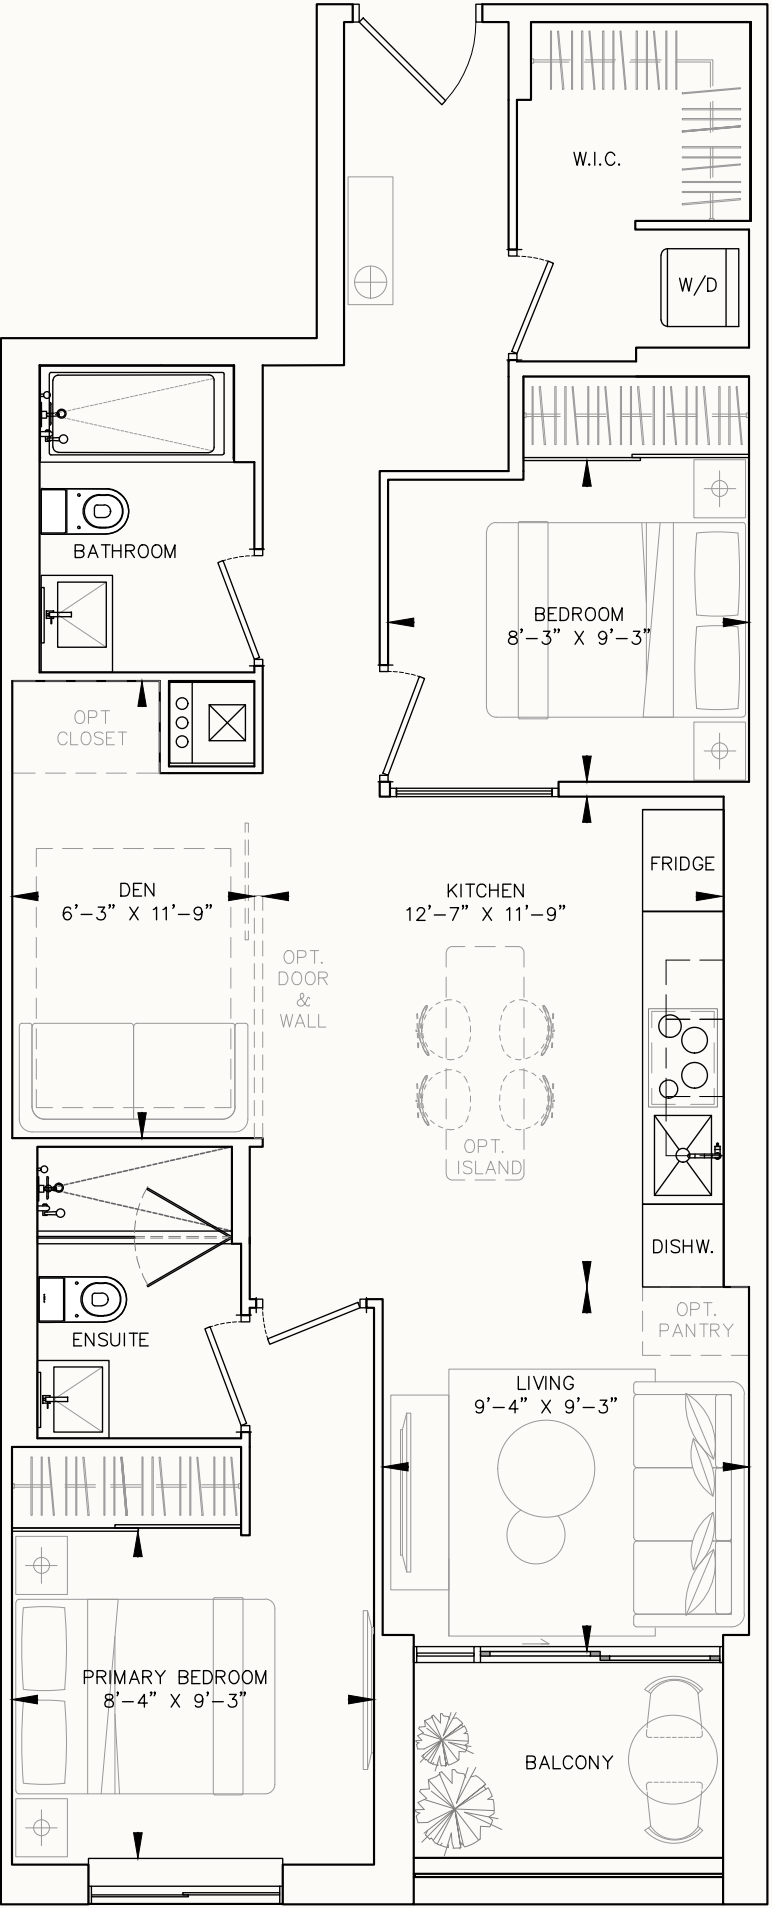 W.I.C.
W/D
BATHROOM
BEDROOM
8'-3" X 9'-3"
OPT
CLOSET
FRIDGE
DEN
6'-3" X 11'-9"
KITCHEN
12'-7" X 11'-9"
OPT.
DOOR
&
WALL
OPT.
ISLAND
DISHW.
OPT.
PANTRY
ENSUITE
LIVING
9'-4" X 9'-3"
PRIMARY BEDROOM
8'-4" X 9'-3"
BALCONY